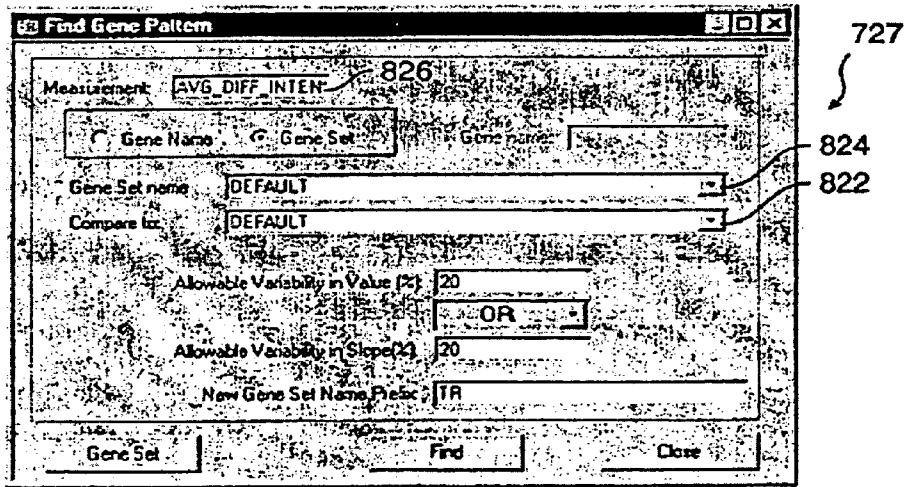 Find Gene Pattern
727
Measurement: AVG_DIFF_INTEN 826
Gene Name Gene Set Gene name
Gene Set name DEFAULT 824
Compare to: DEFAULT 822
Allowable Variability in Value (%) 20
OR
Allowable Variability in Slope(%) 20
New Gene Set Name Prefix: TR
Gene Set Find Close